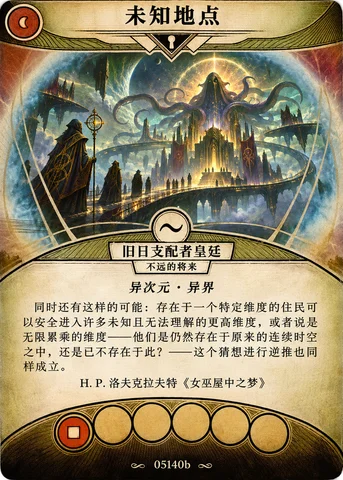 未知地点
旧日支配者皇廷
不远的将来
异次元·异界
同时还有这样的可能：存在于一个特定维度的住民可
以安全进入许多未知且无法理解的更高维度，或者说是
无限累乘的维度——他们是仍然存在于原来的连续时空
之中，还是已不存在于此？——这个猜想进行逆推也同
样成立。
H. P. 洛夫克拉夫特《女巫屋中之梦》
05140b